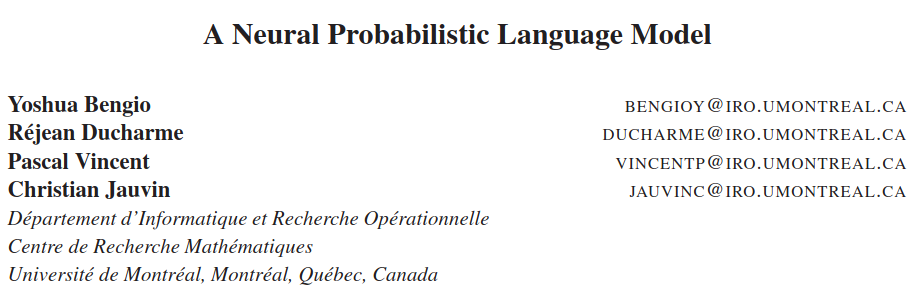 A Neural Probabilistic Language Model
Yoshua Bengio BENGIOY@IRO.UMONTREAL.CA
Réjean Ducharme DUCHARME@IRO.UMONTREAL.CA
Pascal Vincent VINCENTP@IRO.UMONTREAL.CA
Christian Jauvin JAUVINC@IRO.UMONTREAL.CA
Département d'Informatique et Recherche Opérationnelle
Centre de Recherche Mathématiques
Université de Montréal, Montréal, Québec, Canada